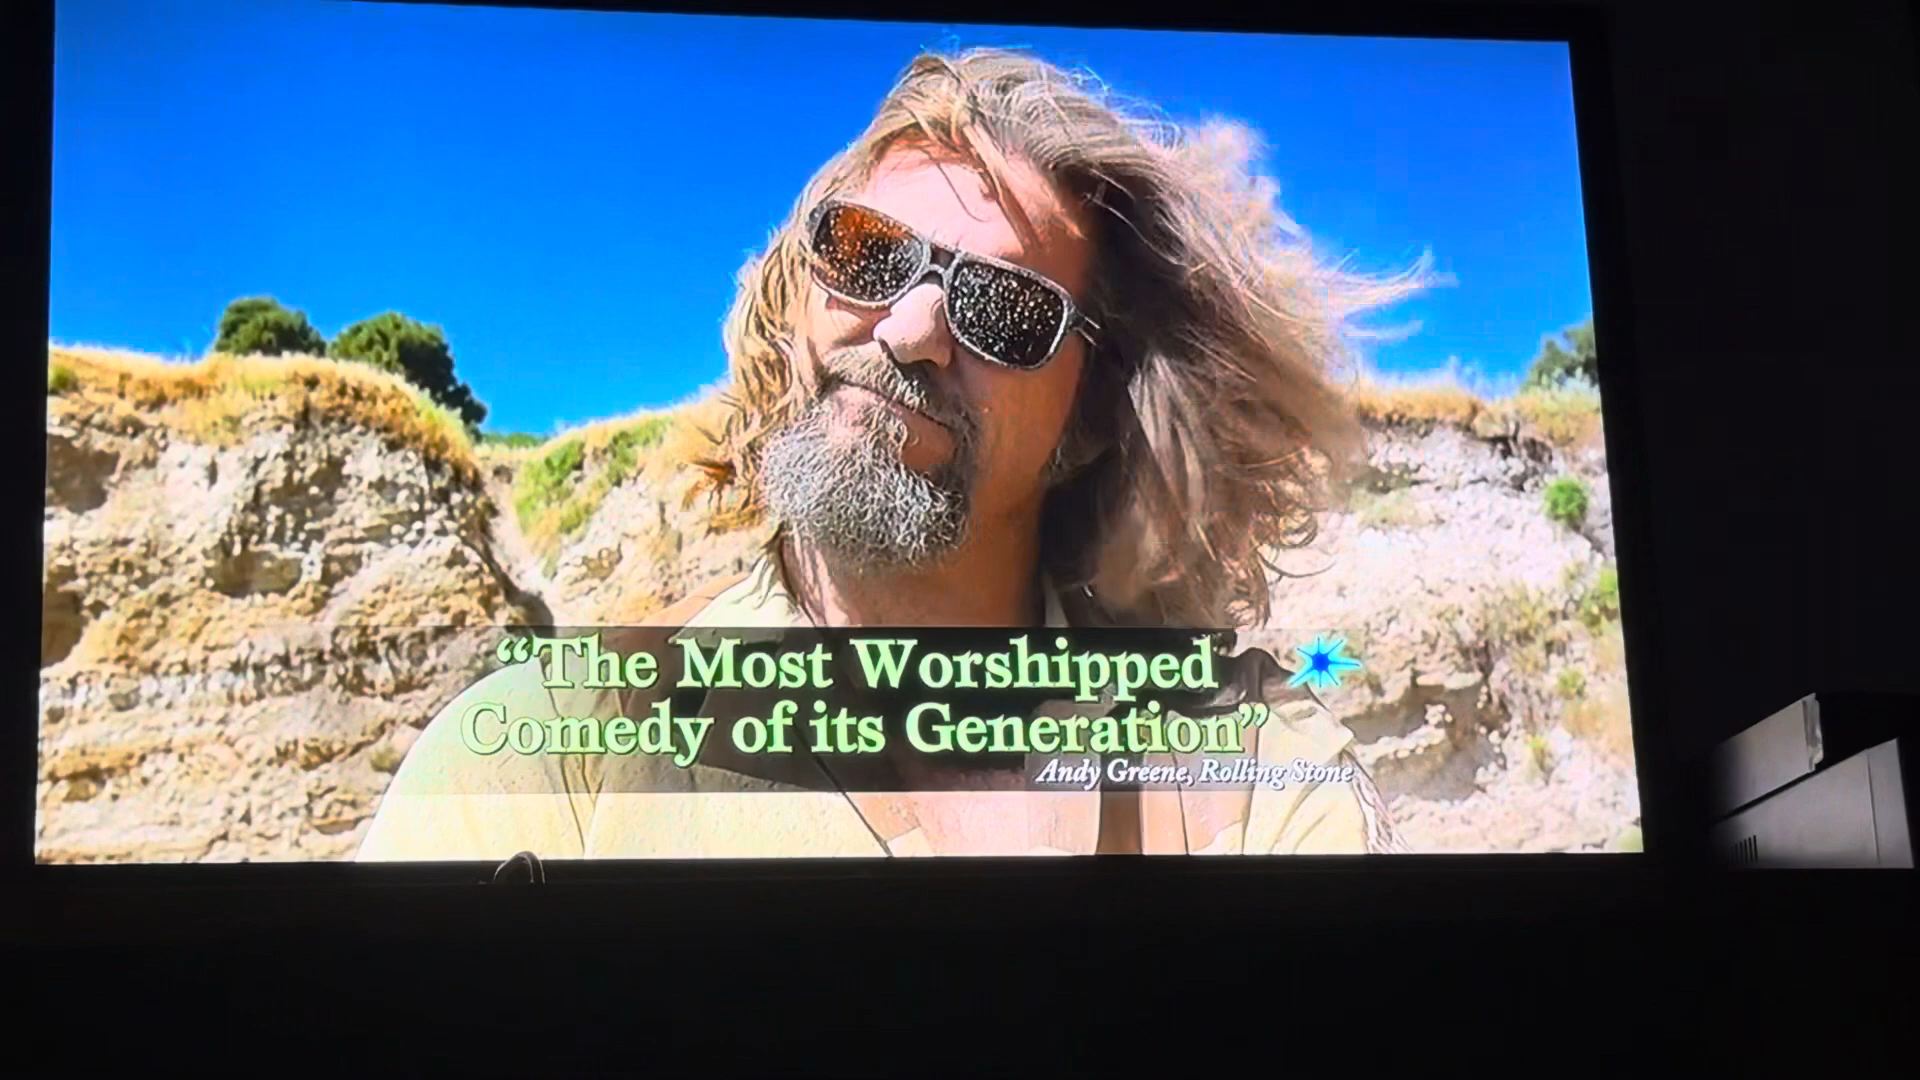 “The Most Worshipped
Comedy of its Generation”
Andy Greene, Rolling Stone